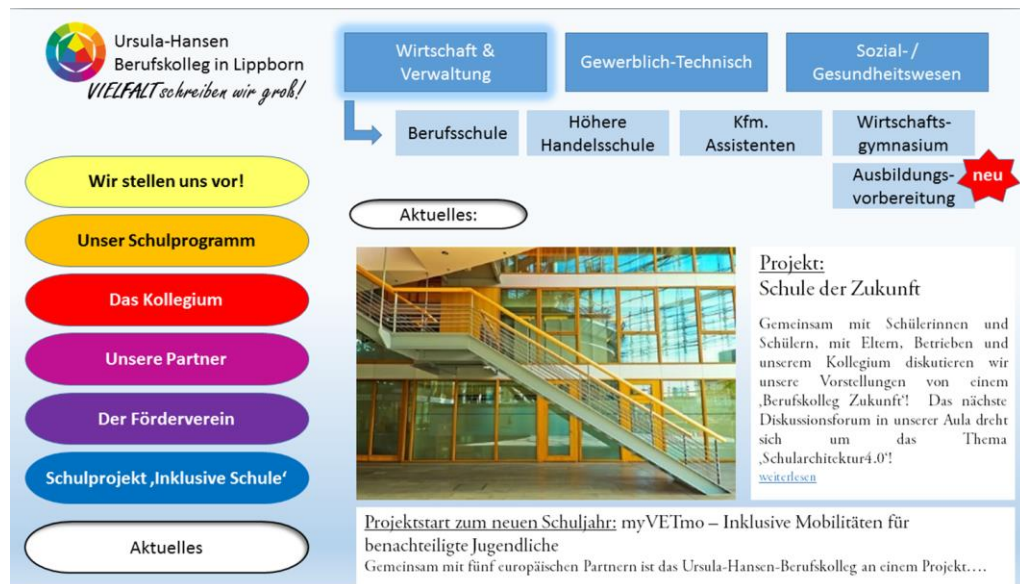 Ursula-Hansen
Berufskolleg in Lippborn
VIELFALT schreiben wir groß!
Wirtschaft &
Verwaltung
Gewerblich-Technisch
Sozial- /
Gesundheitswesen
Berufsschule
Höhere
Handelsschule
Kfm.
Assistenten
Wirtschafts-
gymnasium
Ausbildungs-
vorbereitung
neu
Wir stellen uns vor!
Unser Schulprogramm
Das Kollegium
Unsere Partner
Der Förderverein
Schulprojekt ‚Inklusive Schule‘
Aktuelles
Aktuelles:
Projekt:
Schule der Zukunft
Gemeinsam mit Schülerinnen und
Schülern, mit Eltern, Betrieben und
unserem Kollegium diskutieren wir
unsere Vorstellungen von einem
‚Berufskolleg Zukunft‘! Das nächste
Diskussionsforum in unserer Aula dreht
sich um das Thema
‚Schularchitektur4.0‘!
weiterlesen
Projektstart zum neuen Schuljahr: myVETmo – Inklusive Mobilitäten für
benachteiligte Jugendliche
Gemeinsam mit fünf europäischen Partnern ist das Ursula-Hansen-Berufskolleg an einem Projekt….